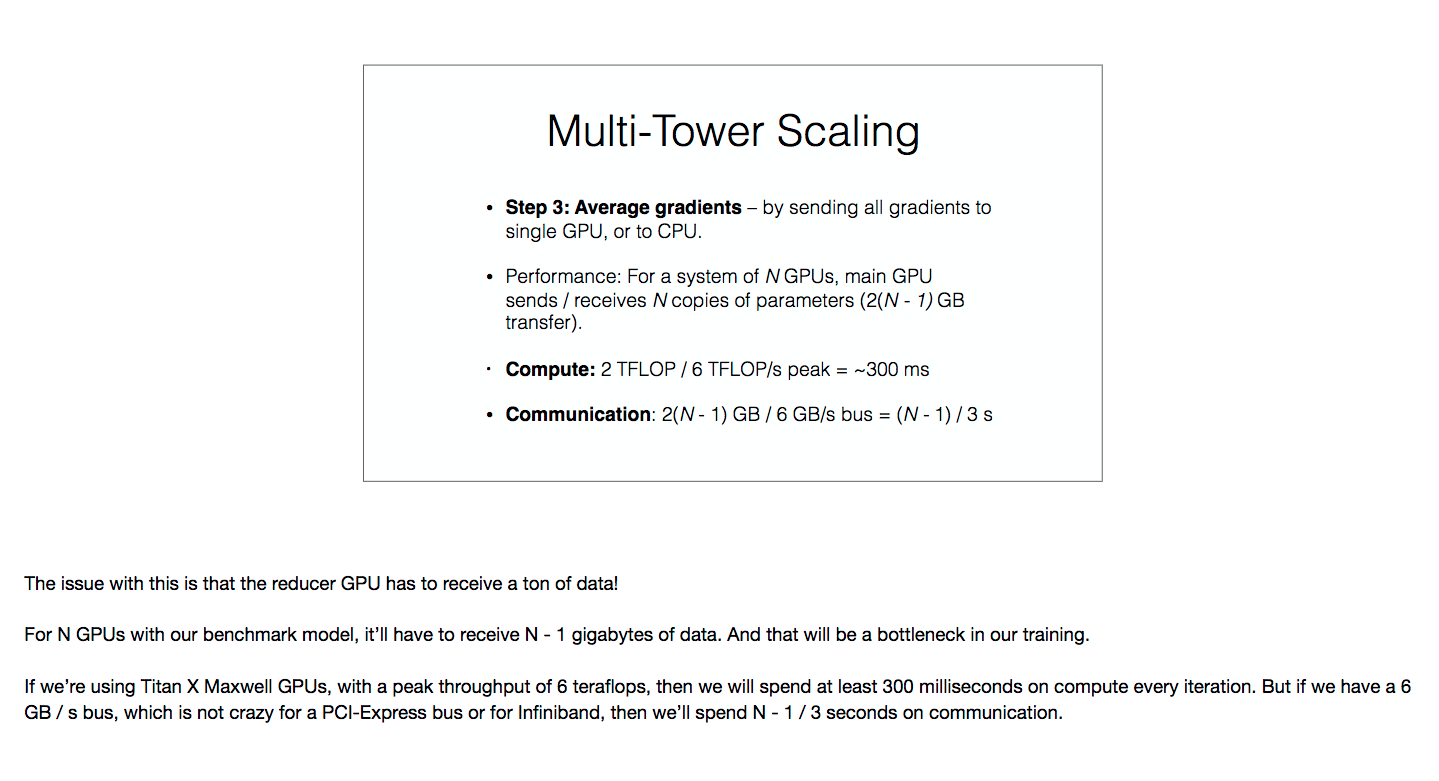 Multi-Tower Scaling
• Step 3: Average gradients – by sending all gradients to
single GPU, or to CPU.
• Performance: For a system of N GPUs, main GPU
sends / receives N copies of parameters (2(N - 1) GB
transfer).
• Compute: 2 TFLOP / 6 TFLOP/s peak = ~300 ms
• Communication: 2(N - 1) GB / 6 GB/s bus = (N - 1) / 3 s
The issue with this is that the reducer GPU has to receive a ton of data!
For N GPUs with our benchmark model, it’ll have to receive N - 1 gigabytes of data. And that will be a bottleneck in our training.
If we’re using Titan X Maxwell GPUs, with a peak throughput of 6 teraflops, then we will spend at least 300 milliseconds on compute every iteration. But if we have a 6
GB / s bus, which is not crazy for a PCI-Express bus or for Infiniband, then we’ll spend N - 1 / 3 seconds on communication.